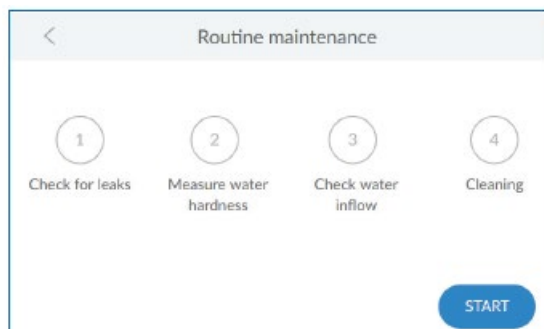 Routine maintenance
1
2
3
4
Check for leaks
Measure water
hardness
Check water
inflow
Cleaning
START